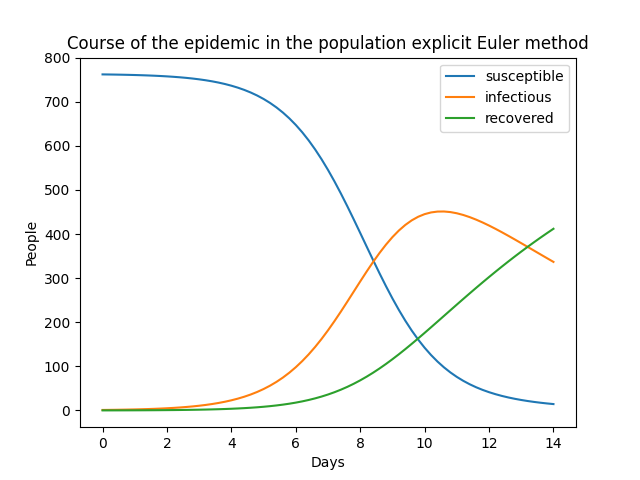 Course of the epidemic in the population explicit Euler method
susceptible
infectious
recovered
800
700
600
500
400
300
200
100
0
People
0 2 4 6 8 10 12 14
Days